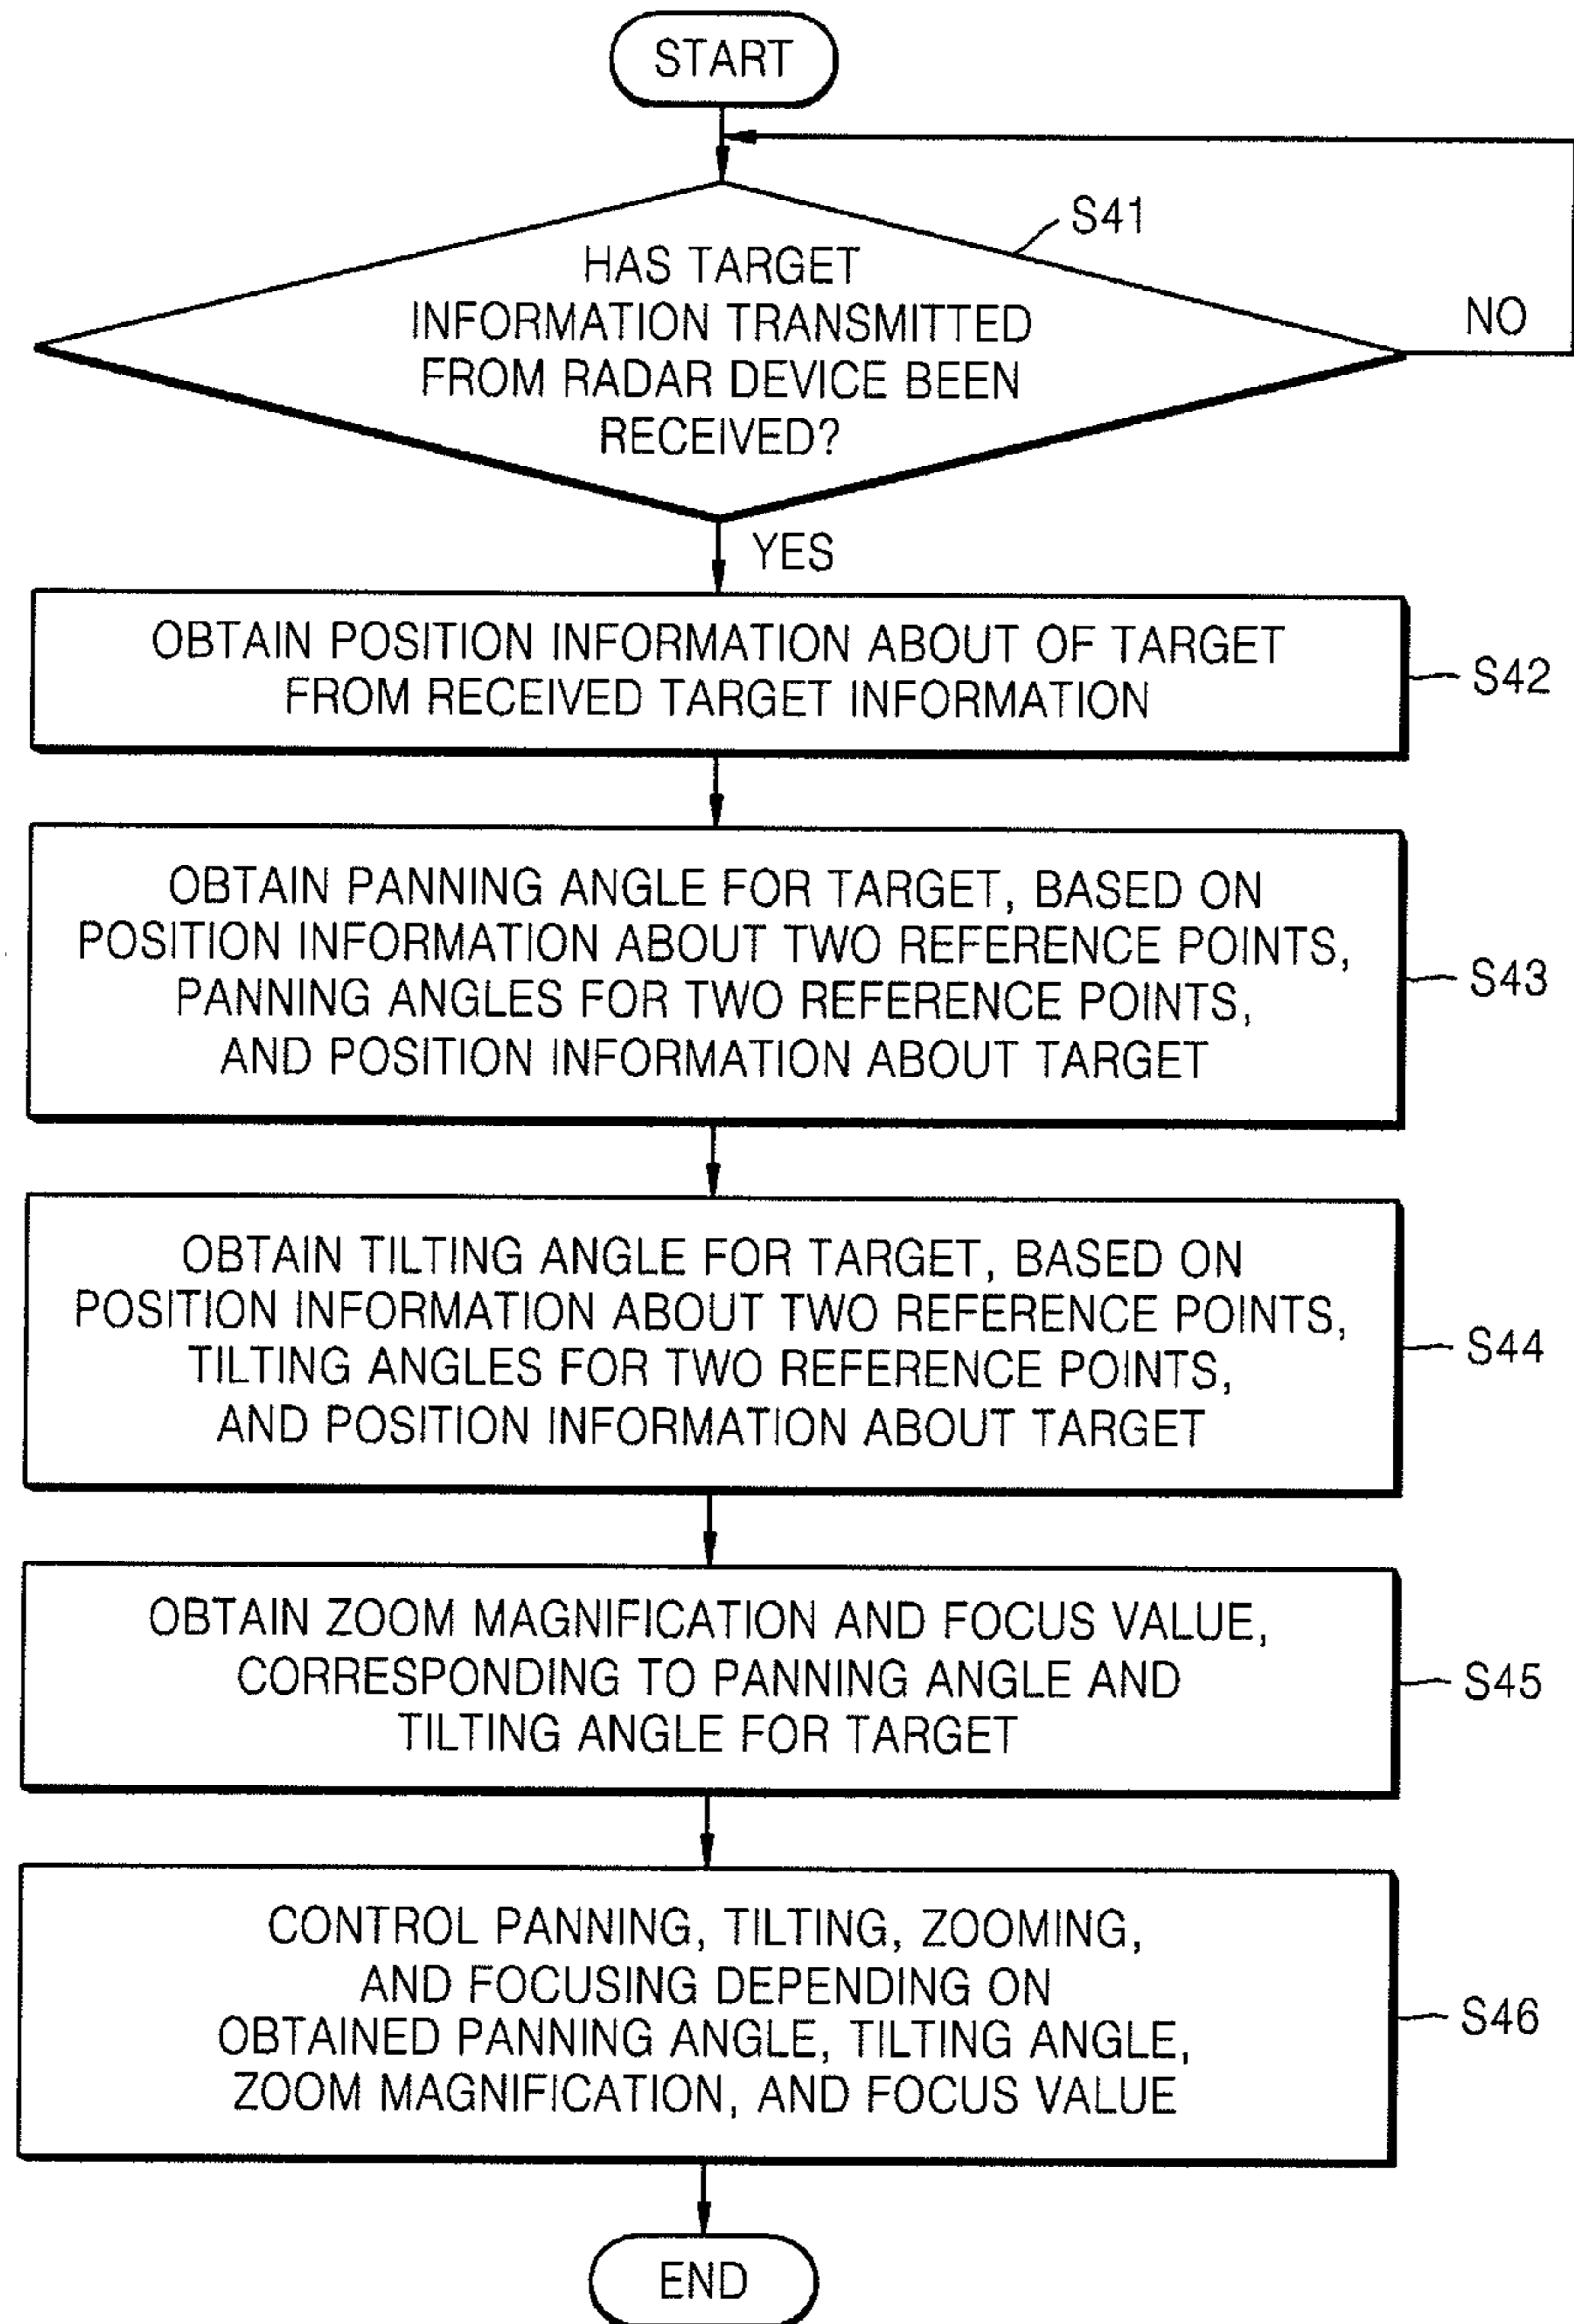 START
S41
HAS TARGET
INFORMATION TRANSMITTED
FROM RADAR DEVICE BEEN
RECEIVED?
NO
YES
OBTAIN POSITION INFORMATION ABOUT OF TARGET
FROM RECEIVED TARGET INFORMATION
S42
OBTAIN PANNING ANGLE FOR TARGET, BASED ON
POSITION INFORMATION ABOUT TWO REFERENCE POINTS,
PANNING ANGLES FOR TWO REFERENCE POINTS,
AND POSITION INFORMATION ABOUT TARGET
S43
OBTAIN TILTING ANGLE FOR TARGET, BASED ON
POSITION INFORMATION ABOUT TWO REFERENCE POINTS,
TILTING ANGLES FOR TWO REFERENCE POINTS,
AND POSITION INFORMATION ABOUT TARGET
S44
OBTAIN ZOOM MAGNIFICATION AND FOCUS VALUE,
CORRESPONDING TO PANNING ANGLE AND
TILTING ANGLE FOR TARGET
S45
CONTROL PANNING, TILTING, ZOOMING,
AND FOCUSING DEPENDING ON
OBTAINED PANNING ANGLE, TILTING ANGLE,
ZOOM MAGNIFICATION, AND FOCUS VALUE
S46
END